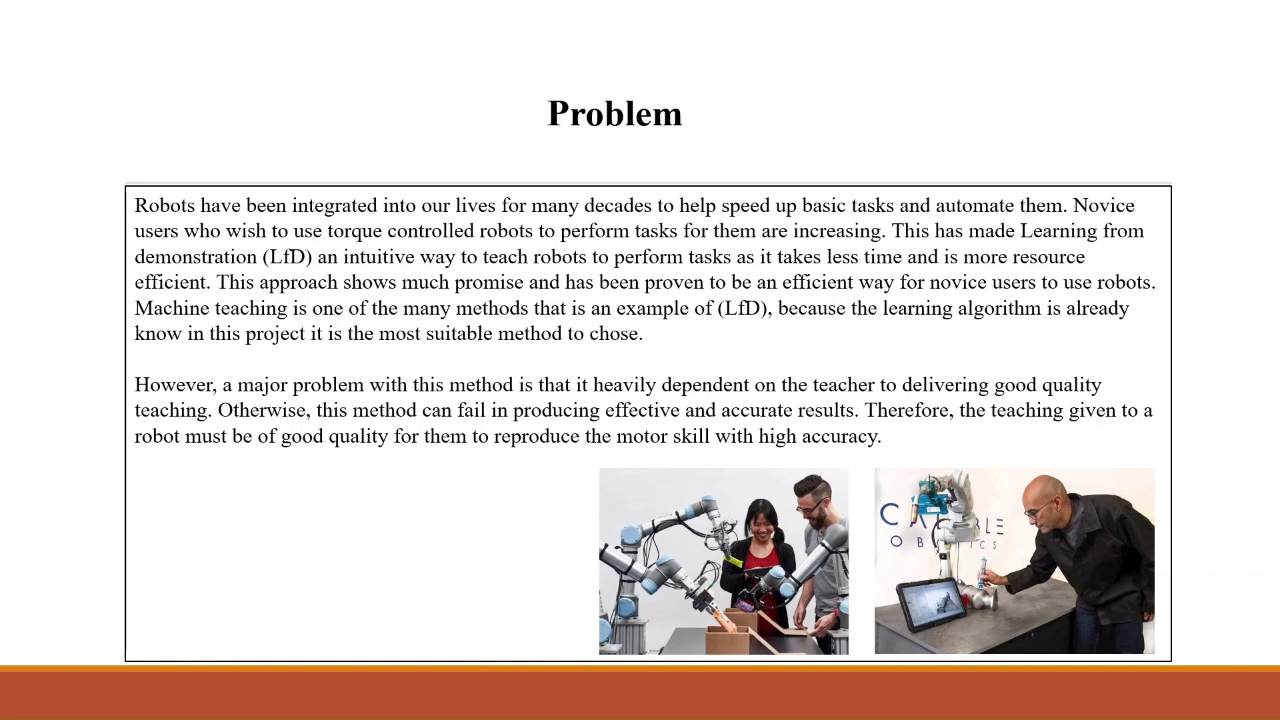 Problem
Robots have been integrated into our lives for many decades to help speed up basic tasks and automate them. Novice
users who wish to use torque controlled robots to perform tasks for them are increasing. This has made Learning from
demonstration (LfD) an intuitive way to teach robots to perform tasks as it takes less time and is more resource
efficient. This approach shows much promise and has been proven to be an efficient way for novice users to use robots.
Machine teaching is one of the many methods that is an example of (LfD), because the learning algorithm is already
know in this project it is the most suitable method to chose.
However, a major problem with this method is that it heavily dependent on the teacher to delivering good quality
teaching. Otherwise, this method can fail in producing effective and accurate results. Therefore, the teaching given to a
robot must be of good quality for them to reproduce the motor skill with high accuracy.